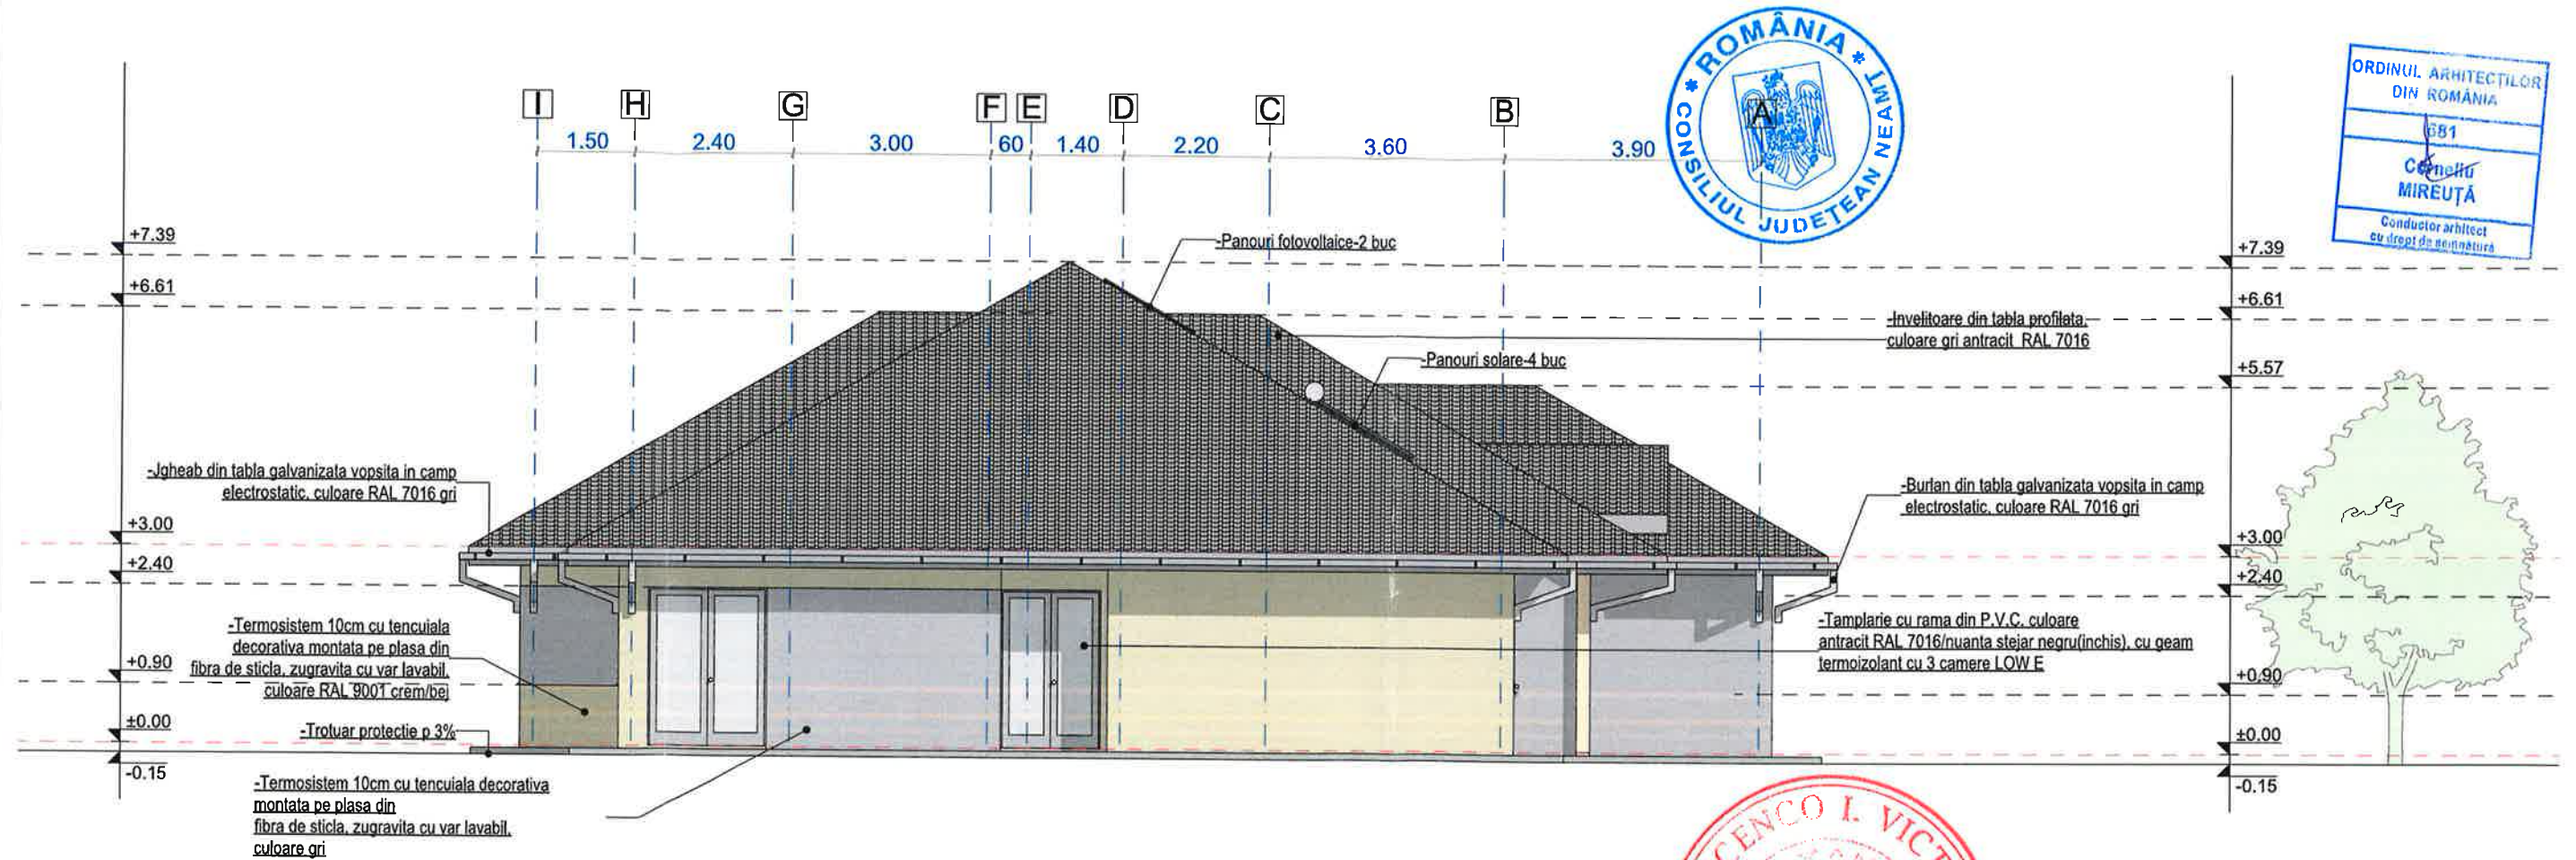 ROMÂNIA
CONSILIUL JUDEȚEAN NEAMȚ
ORDINUL ARHITECȚILOR
DIN ROMÂNIA
681
Corneliu
MIREUȚĂ
Conductor arhitect
cu drept de semnătură
I H G F E D C B A
1.50 2.40 3.00 60 1.40 2.20 3.60 3.90
+7.39
+6.61
+3.00
+2.40
+0.90
±0.00
-0.15
-Panouri fotovoltaice-2 buc
-Panouri solare-4 buc
-Invelitoare din tabla profilata,
culoare gri antracit RAL 7016
-Jgheab din tabla galvanizata vopsita in camp
electrostatic, culoare RAL 7016 gri
-Burlan din tabla galvanizata vopsita in camp
electrostatic, culoare RAL 7016 gri
-Termosistem 10cm cu tencuiala
decorativa montata pe plasa din
fibra de sticla, zugravita cu var lavabil,
culoare RAL 9001 crem/bej
-Tamplarie cu rama din P.V.C. culoare
antracit RAL 7016/nuanta stejar negru(inchis), cu geam
termoizolant cu 3 camere LOW E
-Trotuar protectie p 3%
-Termosistem 10cm cu tencuiala decorativa
montata pe plasa din
fibra de sticla, zugravita cu var lavabil,
culoare gri
+7.39
+6.61
+5.57
+3.00
+2.40
+0.90
±0.00
-0.15
CENCO I. VICT